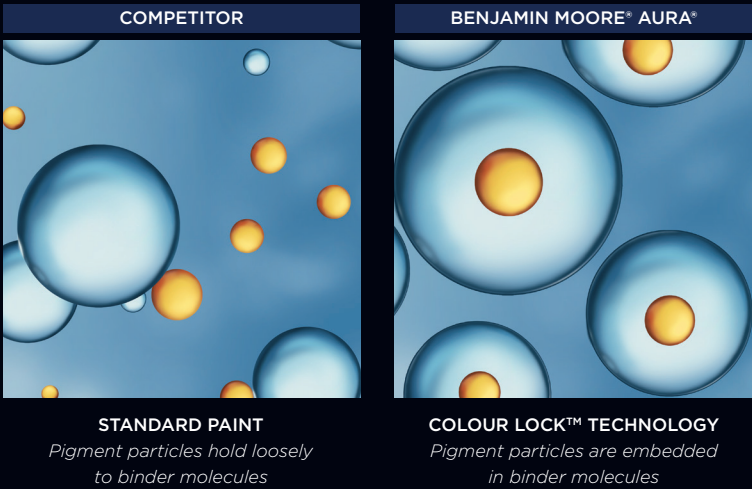 COMPETITOR
STANDARD PAINT
Pigment particles hold loosely
to binder molecules
BENJAMIN MOORE® AURA®
COLOUR LOCK™ TECHNOLOGY
Pigment particles are embedded
in binder molecules